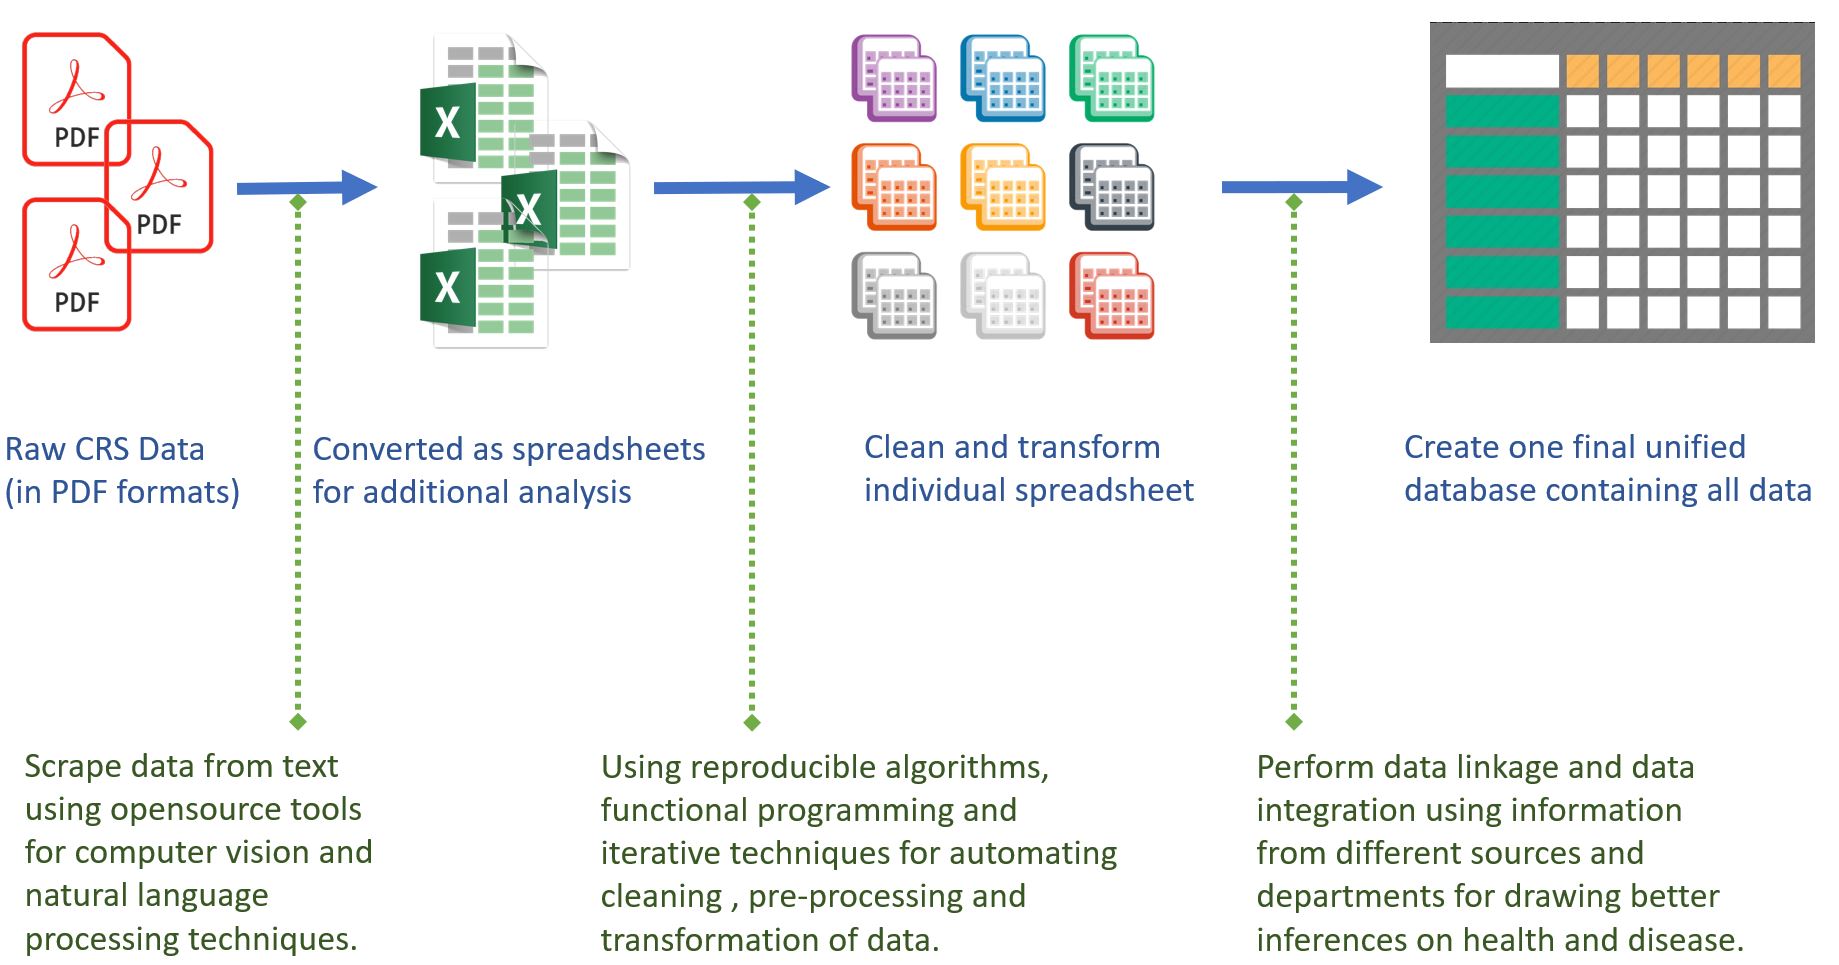 PDF
PDF
PDF
X
X
X
Raw CRS Data
(in PDF formats)
Converted as spreadsheets
for additional analysis
Clean and transform
individual spreadsheet
Create one final unified
database containing all data
Scrape data from text
using opensource tools
for computer vision and
natural language
processing techniques.
Using reproducible algorithms,
functional programming and
iterative techniques for automating
cleaning , pre-processing and
transformation of data.
Perform data linkage and data
integration using information
from different sources and
departments for drawing better
inferences on health and disease.